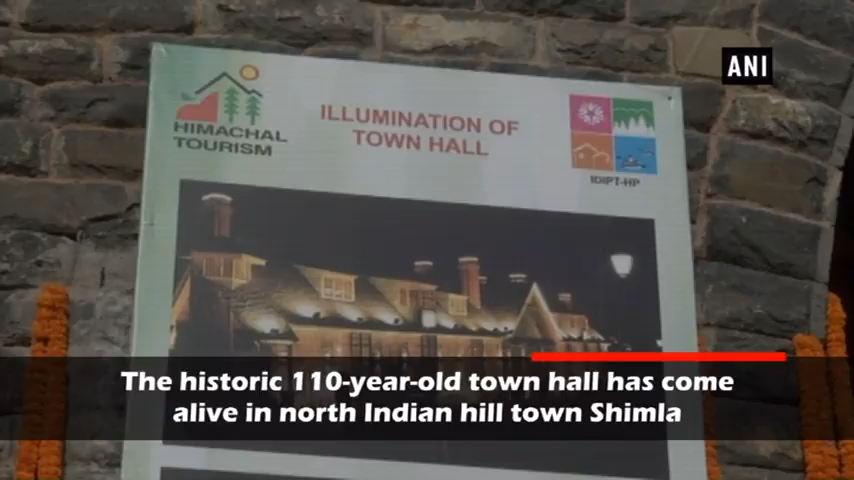 ANI
HIMACHAL
TOURISM
ILLUMINATION OF
TOWN HALL
IDIPT-HP
The historic 110-year-old town hall has come
alive in north Indian hill town Shimla